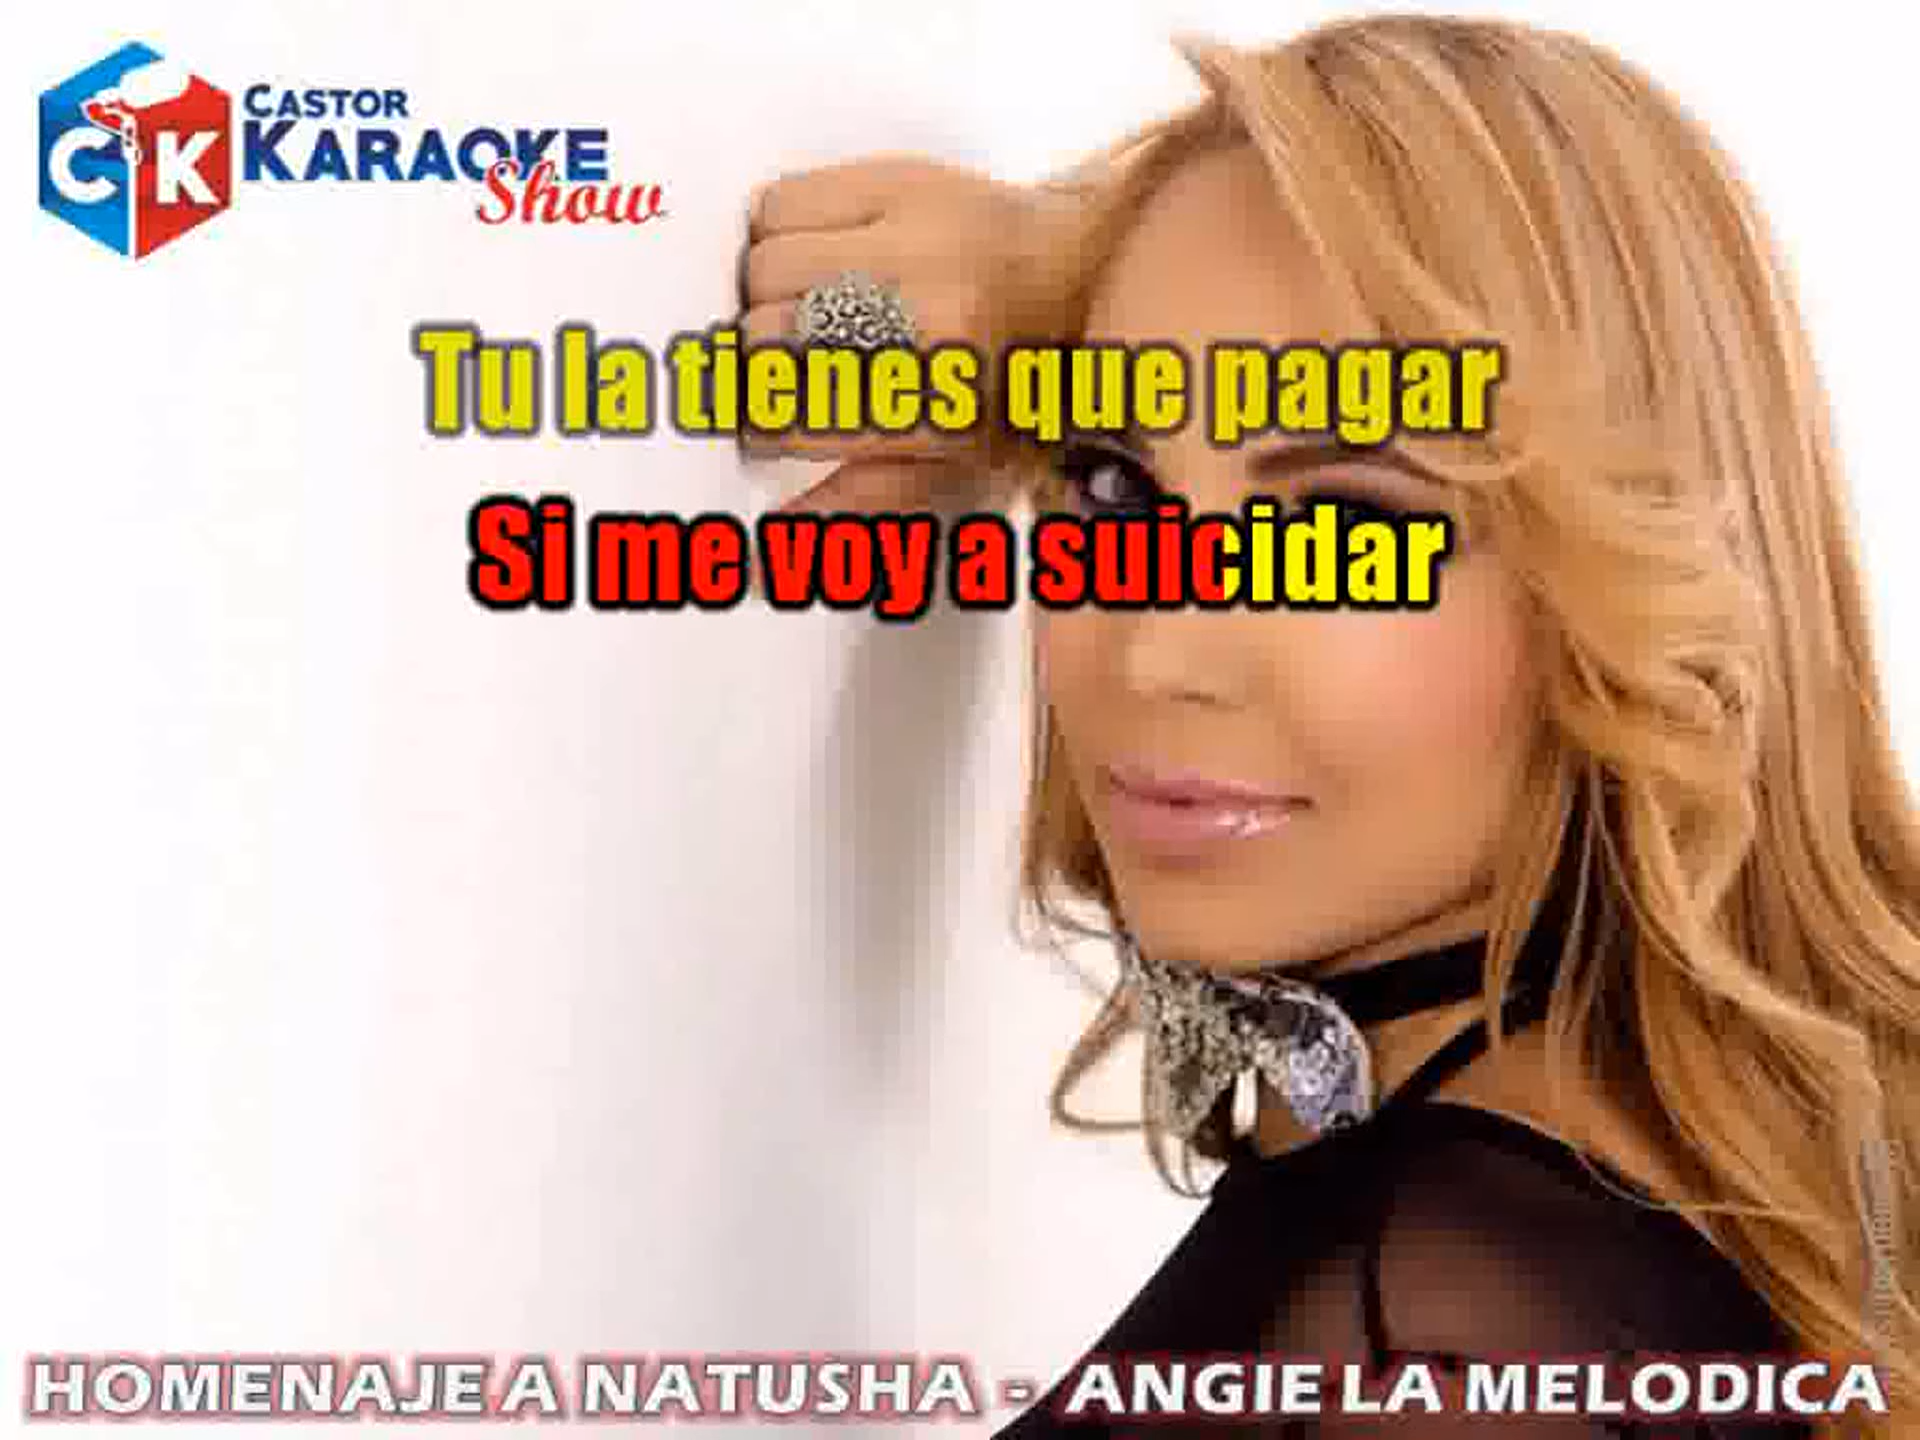 CASTOR
KARAOKE
Show
CK
Tu la tienes que pagar
Si me voy a suicidar
HOMENAJE A NATUSHA - ANGIE LA MELODICA